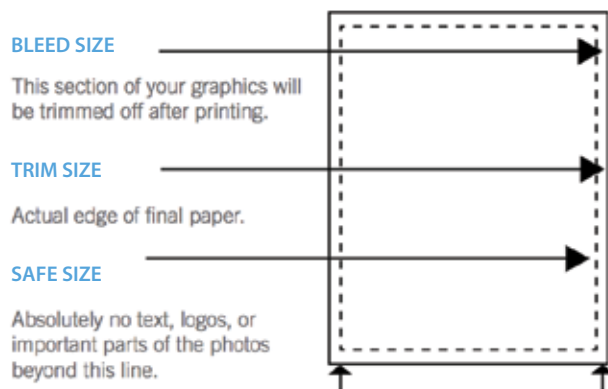 BLEED SIZE
This section of your graphics will
be trimmed off after printing.
TRIM SIZE
Actual edge of final paper.
SAFE SIZE
Absolutely no text, logos, or
important parts of the photos
beyond this line.